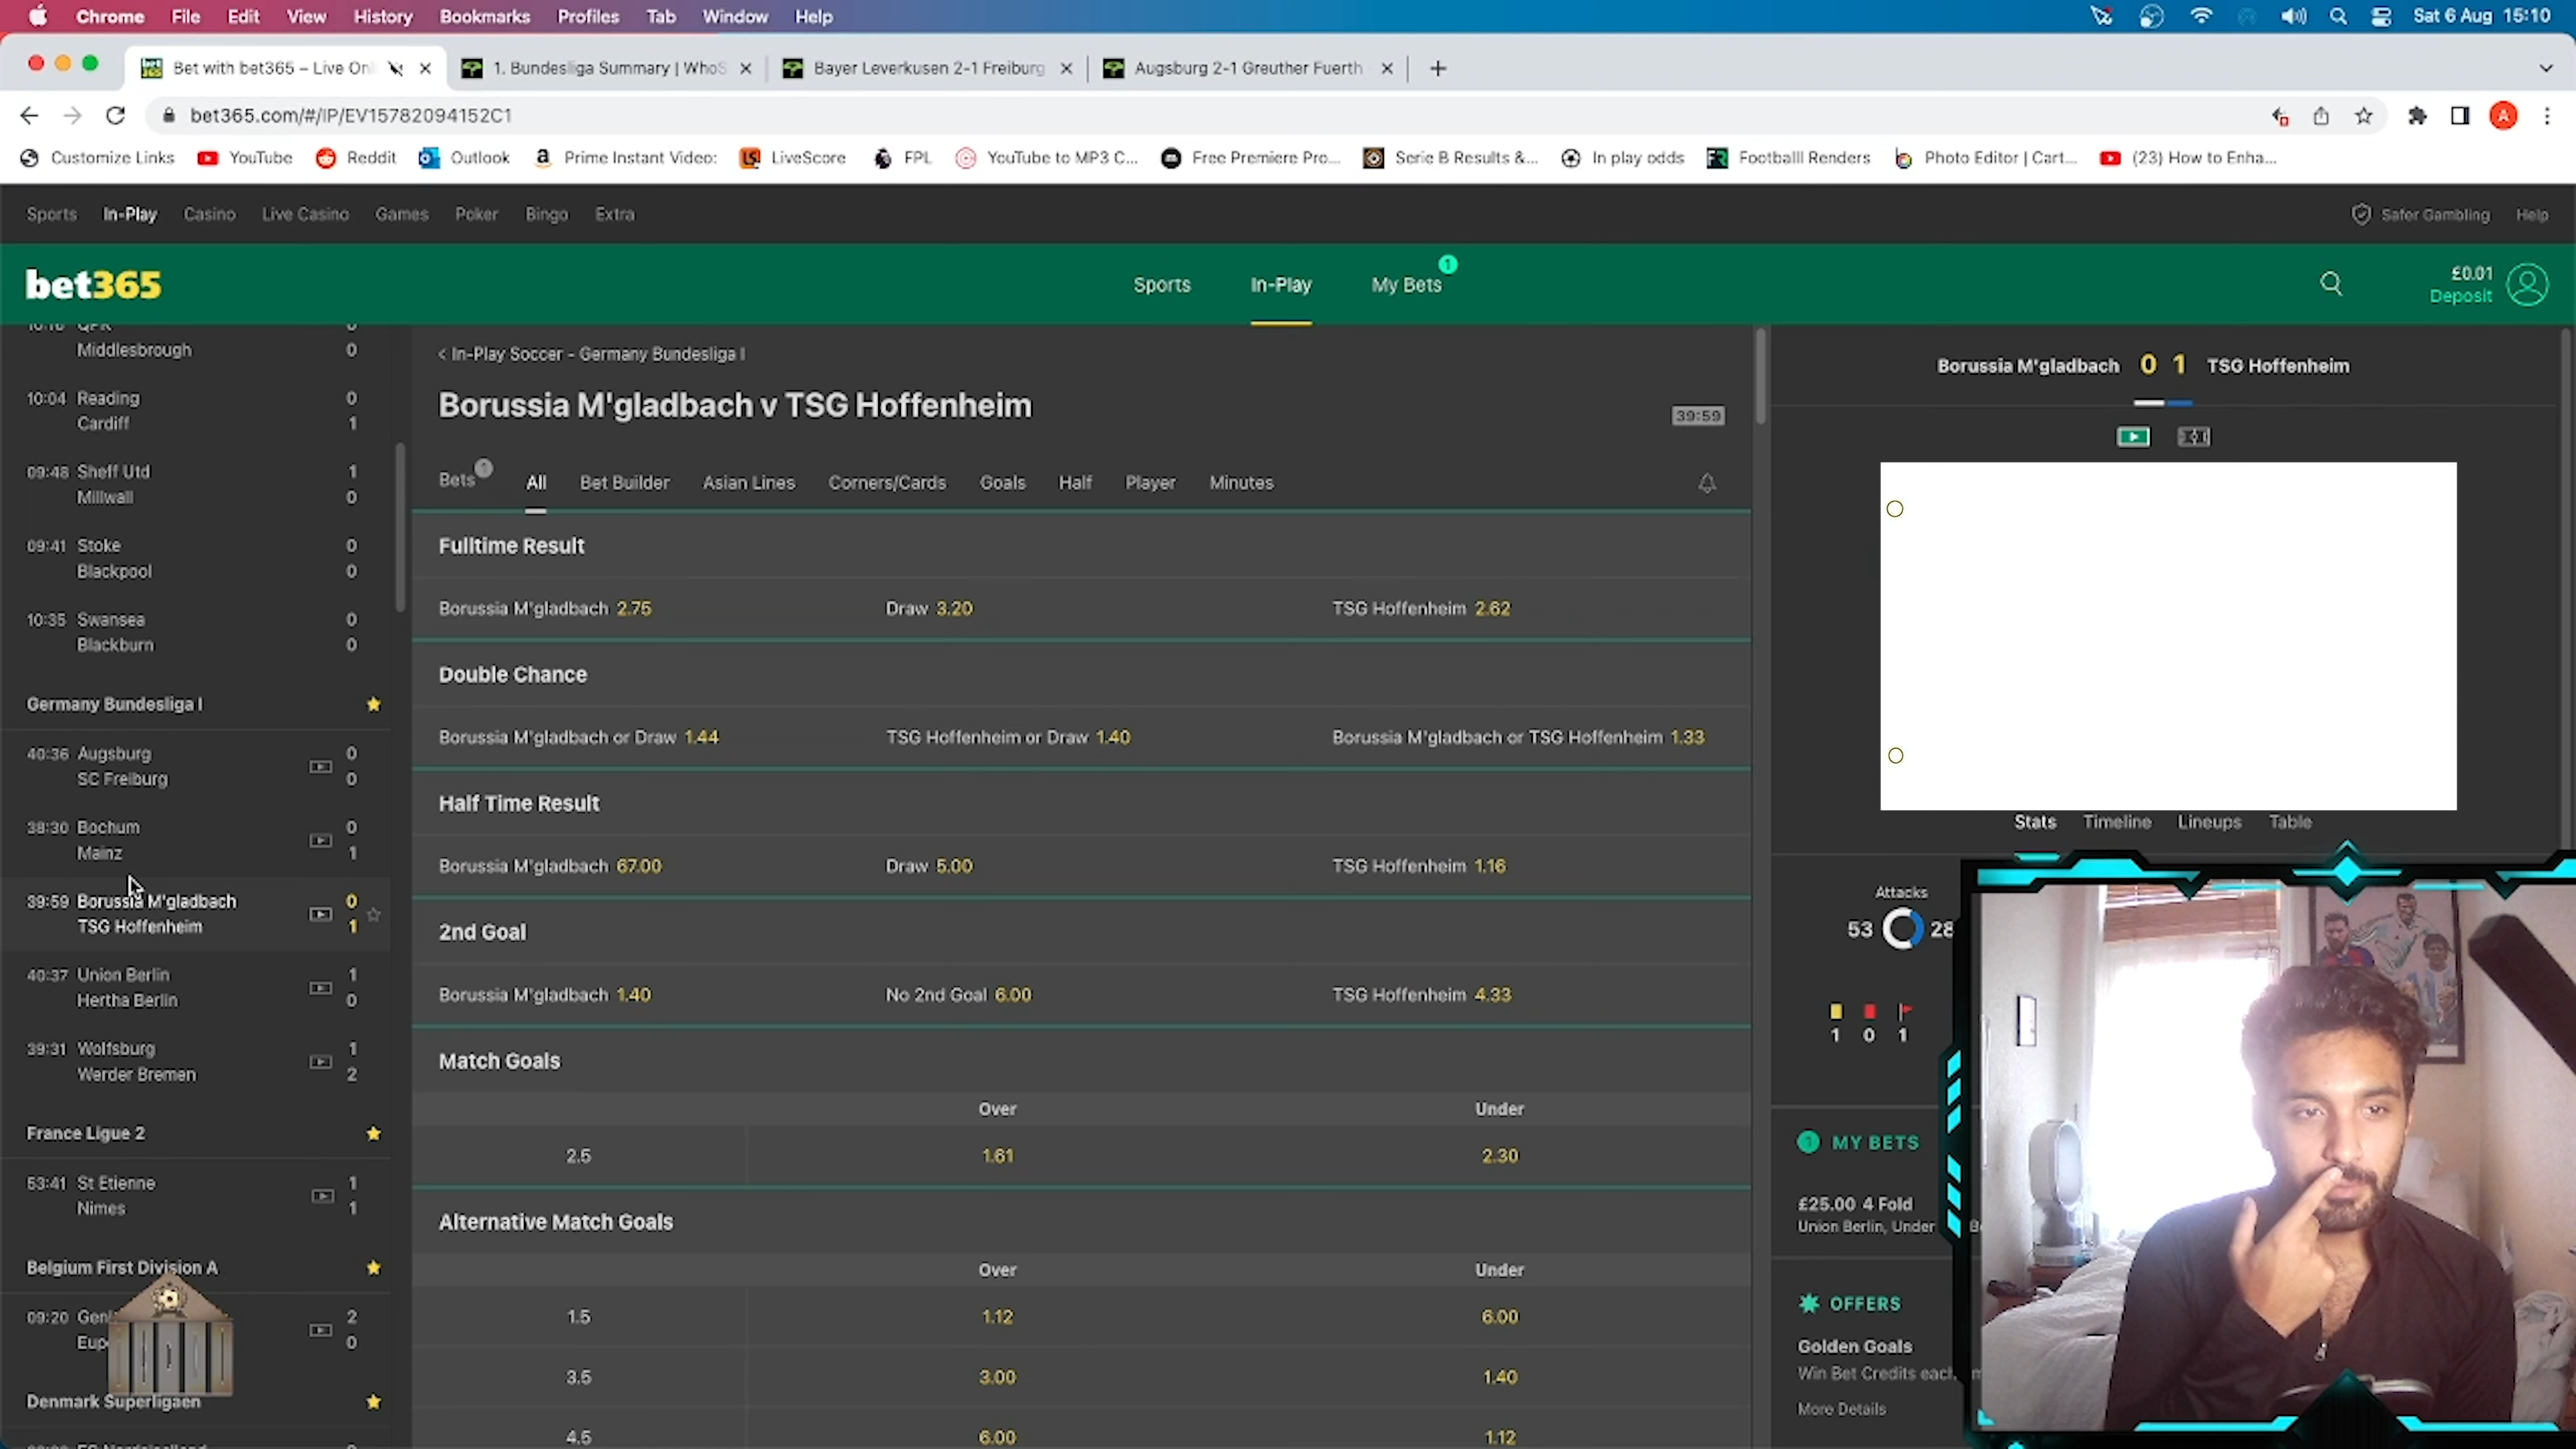 Chrome File Edit View History Bookmarks Profiles Tab Window Help Sat 6 Aug 15:10
Bet with bet365 – Live Onl 1. Bundesliga Summary | WhoS Bayer Leverkusen 2-1 Freiburg Augsburg 2-1 Greuther Fuerth
bet365.com/#/IP/EV15782094152C1 A
Customize Links YouTube Reddit Outlook Prime Instant Video: LiveScore FPL YouTube to MP3 C... Free Premiere Pro... Serie B Results &... In play odds Footballl Renders Photo Editor | Cart... (23) How to Enha...
Sports In-Play Casino Live Casino Games Poker Bingo Extra Safer Gambling Help
bet365 Sports In-Play My Bets 1 £0.01
Deposit
10:16 QPR 0
Middlesbrough 0
10:04 Reading 0
Cardiff 1
09:48 Sheff Utd 1
Millwall 0
09:41 Stoke 0
Blackpool 0
10:35 Swansea 0
Blackburn 0
Germany Bundesliga I
40:36 Augsburg 0
SC Freiburg 0
38:30 Bochum 0
Mainz 1
39:59 Borussia M'gladbach 0
TSG Hoffenheim 1
40:37 Union Berlin 1
Hertha Berlin 0
39:31 Wolfsburg 1
Werder Bremen 2
France Ligue 2
53:41 St Etienne 1
Nimes 1
Belgium First Division A
09:20 2
0
Denmark Superligaen
< In-Play Soccer - Germany Bundesliga I
Borussia M'gladbach v TSG Hoffenheim 39:59
Bets 1 All Bet Builder Asian Lines Corners/Cards Goals Half Player Minutes
Fulltime Result
Borussia M'gladbach 2.75 Draw 3.20 TSG Hoffenheim 2.62
Double Chance
Borussia M'gladbach or Draw 1.44 TSG Hoffenheim or Draw 1.40 Borussia M'gladbach or TSG Hoffenheim 1.33
Half Time Result
Borussia M'gladbach 67.00 Draw 5.00 TSG Hoffenheim 1.16
2nd Goal
Borussia M'gladbach 1.40 No 2nd Goal 6.00 TSG Hoffenheim 4.33
Match Goals
Over Under
2.5 1.61 2.30
Alternative Match Goals
Over Under
1.5 1.12 6.00
3.5 3.00 1.40
4.5 6.00 1.12
Borussia M'gladbach 0 1 TSG Hoffenheim
Stats Timeline Lineups Table
Attacks
53 28
1 0 1
1 MY BETS
£25.00 4 Fold
Union Berlin, Under
OFFERS
Golden Goals
Win Bet Credits each
More Details